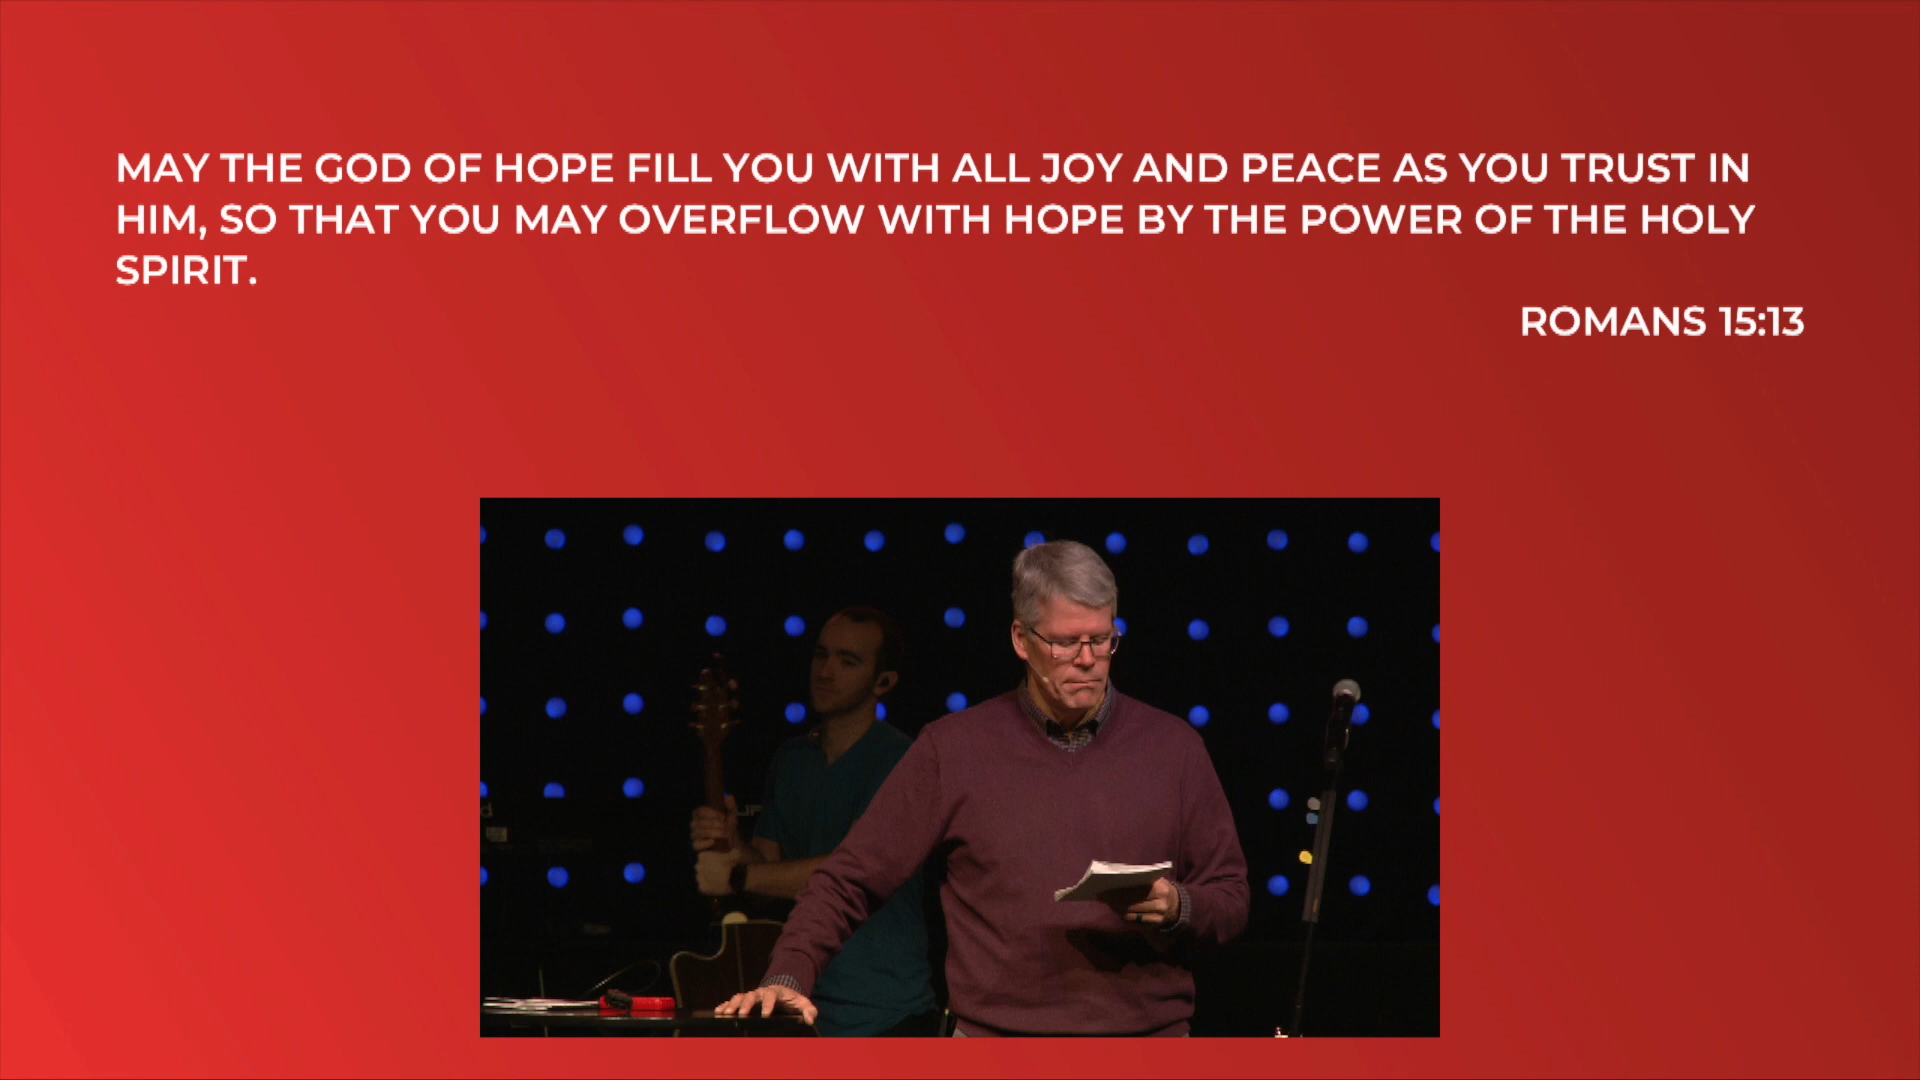 MAY THE GOD OF HOPE FILL YOU WITH ALL JOY AND PEACE AS YOU TRUST IN
HIM, SO THAT YOU MAY OVERFLOW WITH HOPE BY THE POWER OF THE HOLY
SPIRIT.
ROMANS 15:13